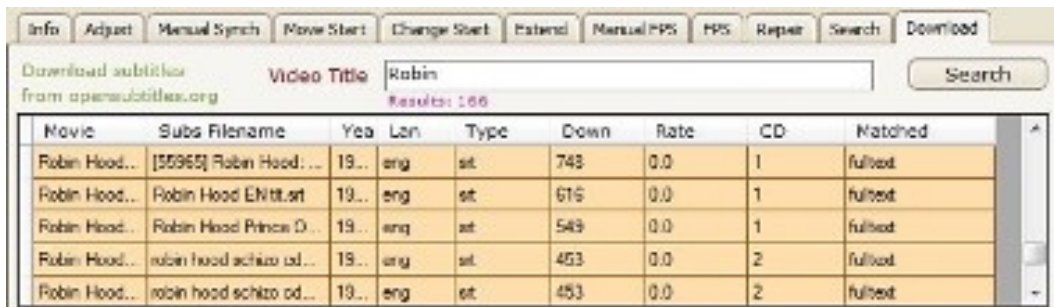 Info Adjust Manual Synch Move Start Change Start Extend Manual FPS FPS Repair Search Download
Download subtitles
from opensubtitles.org
Video Title Robin Search
Results: 166
Movie Subs Filename Yea Lan Type Down Rate CD Matched
Robin Hood... [55965] Robin Hood: ... 19... eng srt 743 0.0 1 fulltext
Robin Hood... Robin Hood EN tit.srt 19... eng srt 616 0.0 1 fulltext
Robin Hood... Robin Hood Prince O... 19... eng srt 549 0.0 1 fulltext
Robin Hood... robin hood schizo cd... 19... eng srt 453 0.0 2 fulltext
Robin Hood... robin hood schizo cd... 19... eng srt 453 0.0 2 fulltext